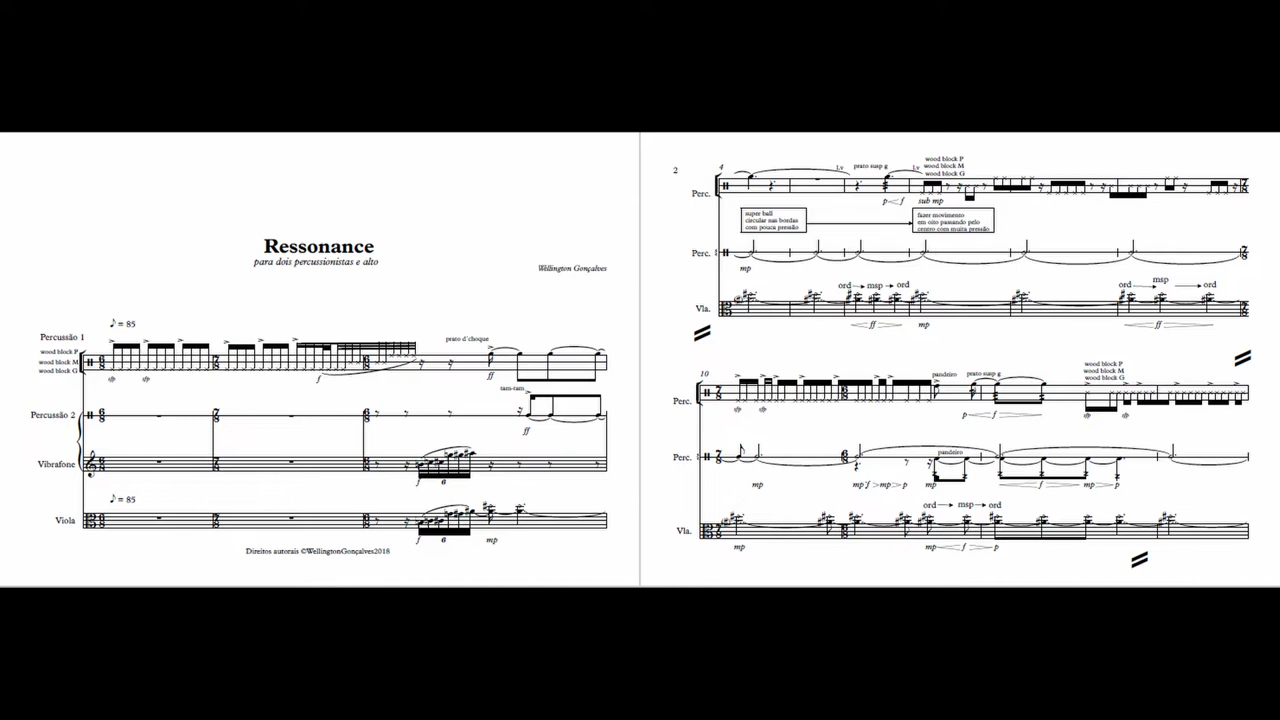 Ressonance
para dois percussionistas e alto
Wellington Gonçalves
♪ = 85
Percussão 1
prato d´choque
wood block P
wood block M
wood block G
sfp sfp f ff
tam-tam
Percussão 2
ff
Vibrafone
f 6
♪ = 85
Viola
f 6 mp
Direitos autorais ©WellingtonGonçalves2018
2
4
l.v prato susp g l.v
wood block P
wood block M
wood block G
Perc.
p f sub mp
super ball
circular nas bordas
com pouca pressão
fazer movimento
em oito passando pelo
centro com muita pressão
Perc.
mp
ord msp ord
ord msp ord
Vla.
ff mp ff
10
pandeiro prato susp g
wood block P
wood block M
wood block G
Perc.
sfp sfp p f sfp sfp
pandeiro
Perc.
mp mp f mp p mp f mp p
ord msp ord
Vla.
mp mp f p